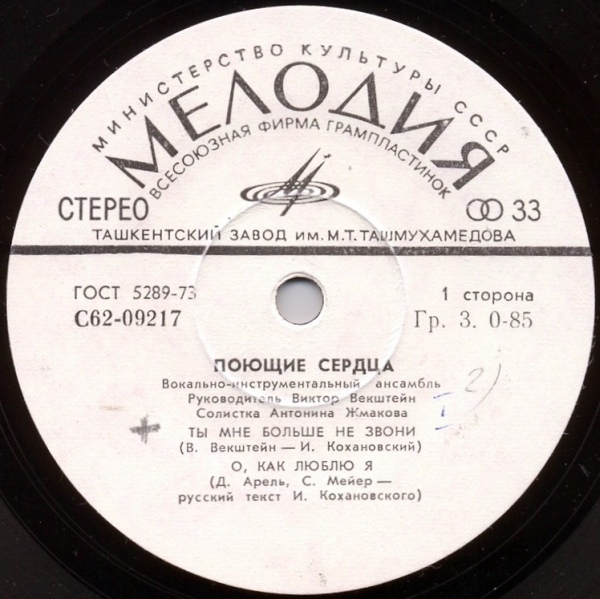 МИНИСТЕРСТВО КУЛЬТУРЫ СССР
МЕЛОДИЯ
ВСЕСОЮЗНАЯ ФИРМА ГРАМПЛАСТИНОК
СТЕРЕО 33
ТАШКЕНТСКИЙ ЗАВОД ИМ. М.Т. ТАШМУХАМЕДОВА
ГОСТ 5289-73 1 сторона
С62-09217 Гр. 3. 0-85
ПОЮЩИЕ СЕРДЦА
Вокально-инструментальный ансамбль
Руководитель Виктор Векштейн
Солистка Антонина Жмакова
ТЫ МНЕ БОЛЬШЕ НЕ ЗВОНИ
(В. Векштейн — И. Кохановский)
О, КАК ЛЮБЛЮ Я
(Д. Арель, С. Мейер —
русский текст И. Кохановского)